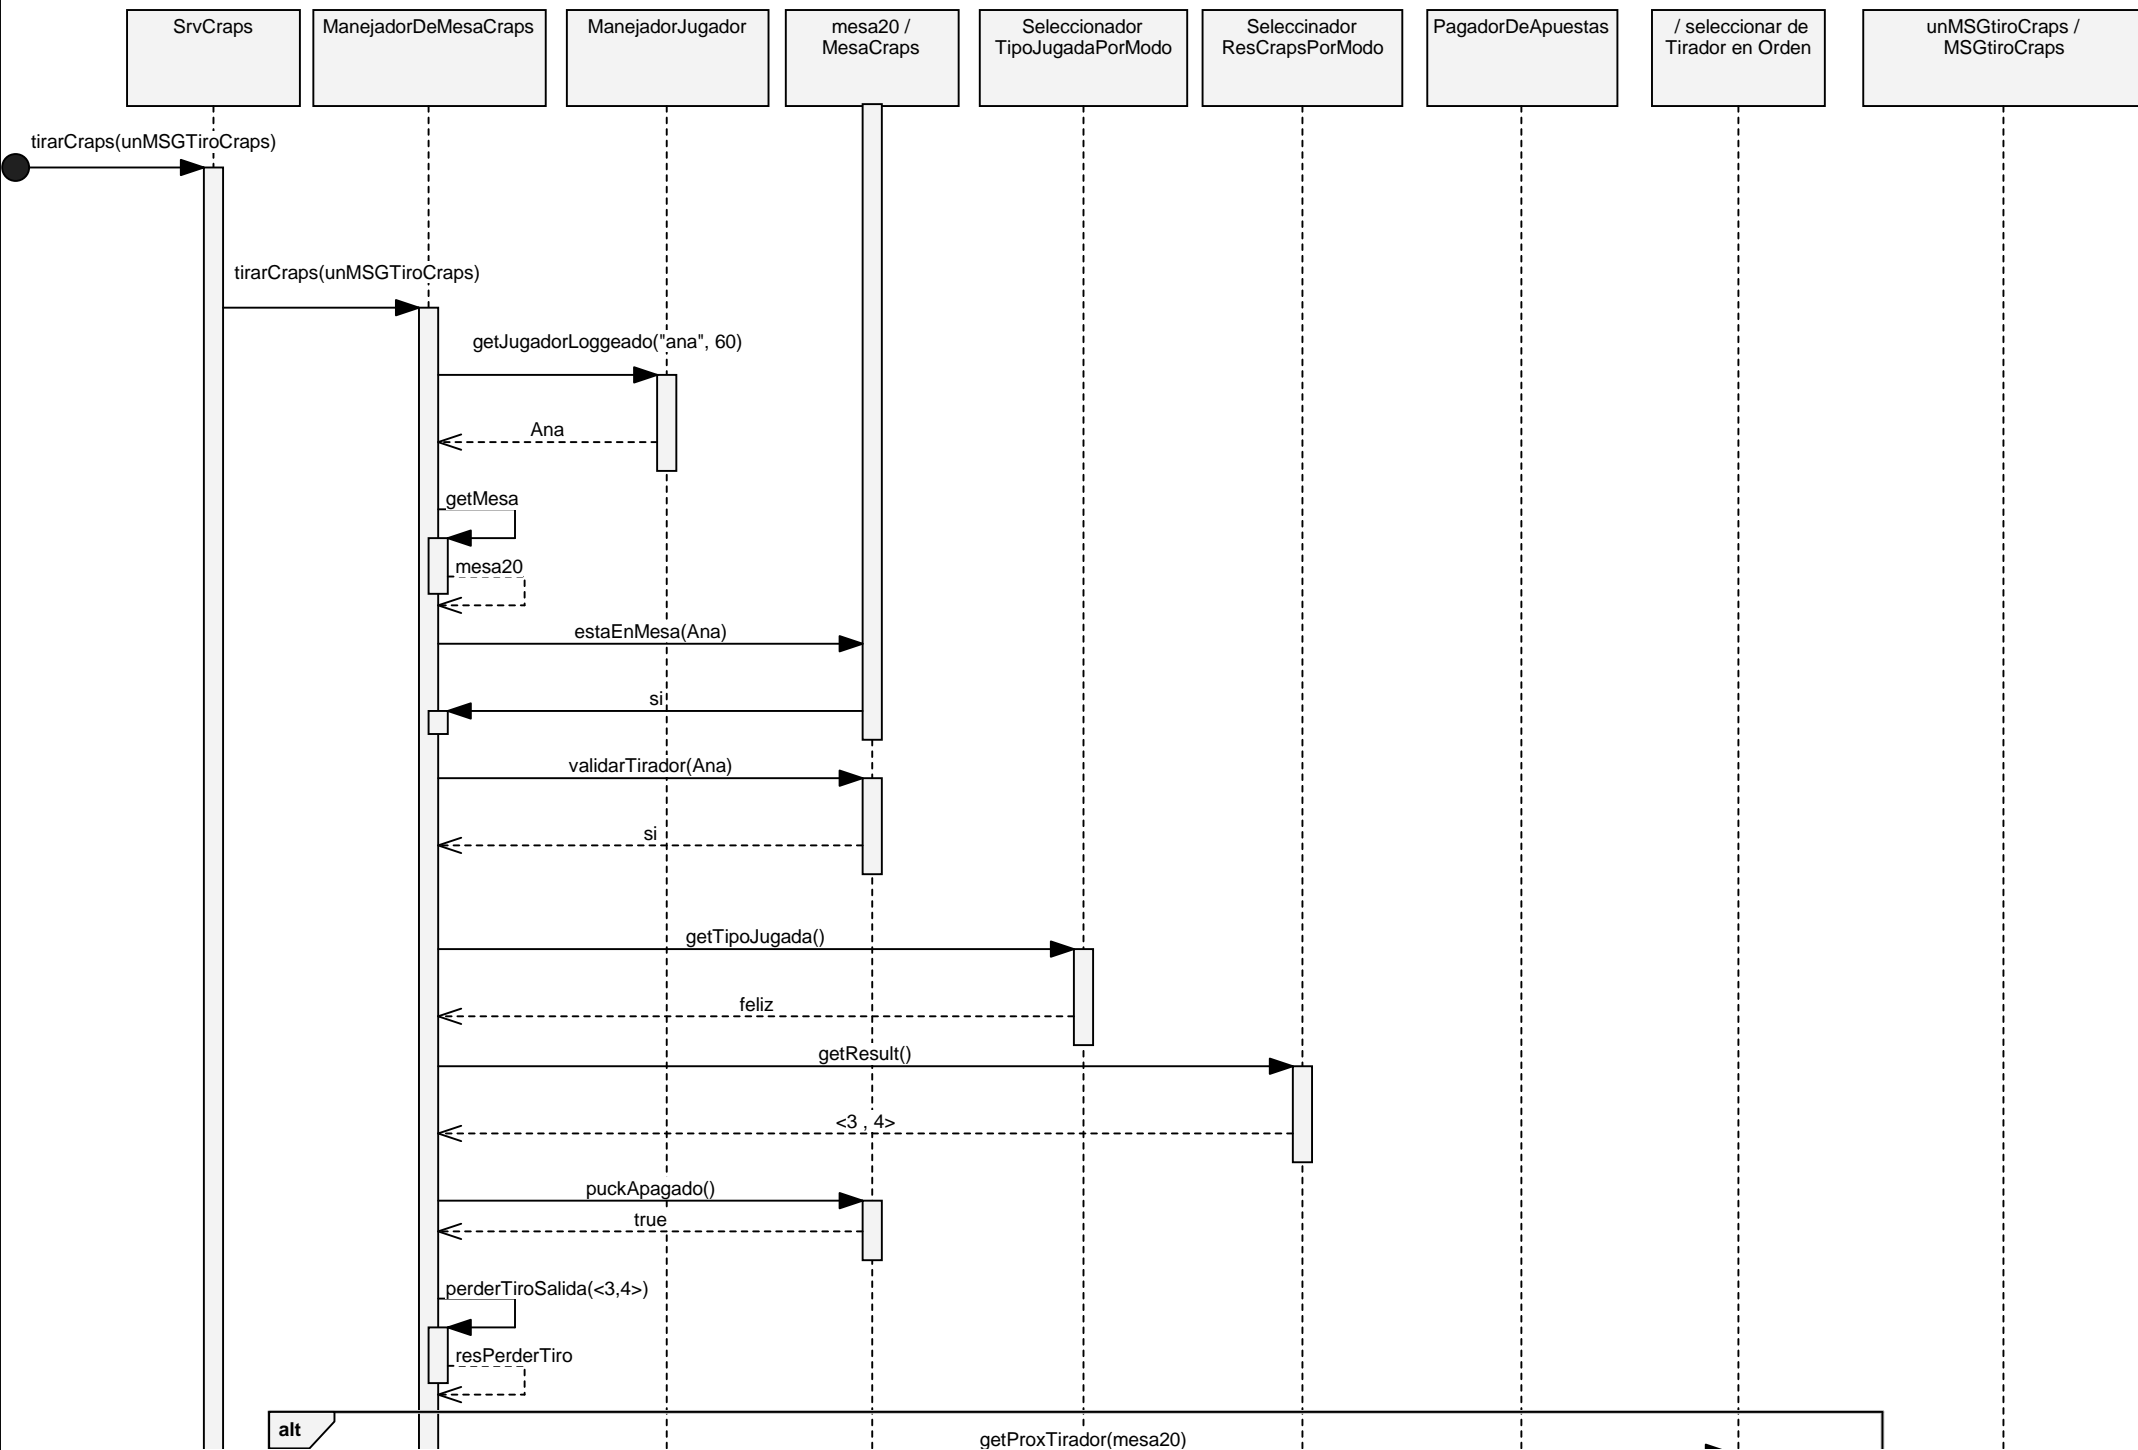 SrvCraps
ManejadorDeMesaCraps
ManejadorJugador
mesa20 /
MesaCraps
Seleccionador
TipoJugadaPorModo
Seleccinador
ResCrapsPorModo
PagadorDeApuestas
/ seleccionar de
Tirador en Orden
unMSGtiroCraps /
MSGtiroCraps
tirarCraps(unMSGTiroCraps)
tirarCraps(unMSGTiroCraps)
getJugadorLoggeado("ana", 60)
Ana
getMesa
mesa20
estaEnMesa(Ana)
si
validarTirador(Ana)
si
getTipoJugada()
feliz
getResult()
<3 , 4>
puckApagado()
true
perderTiroSalida(<3,4>)
resPerderTiro
alt
getProxTirador(mesa20)